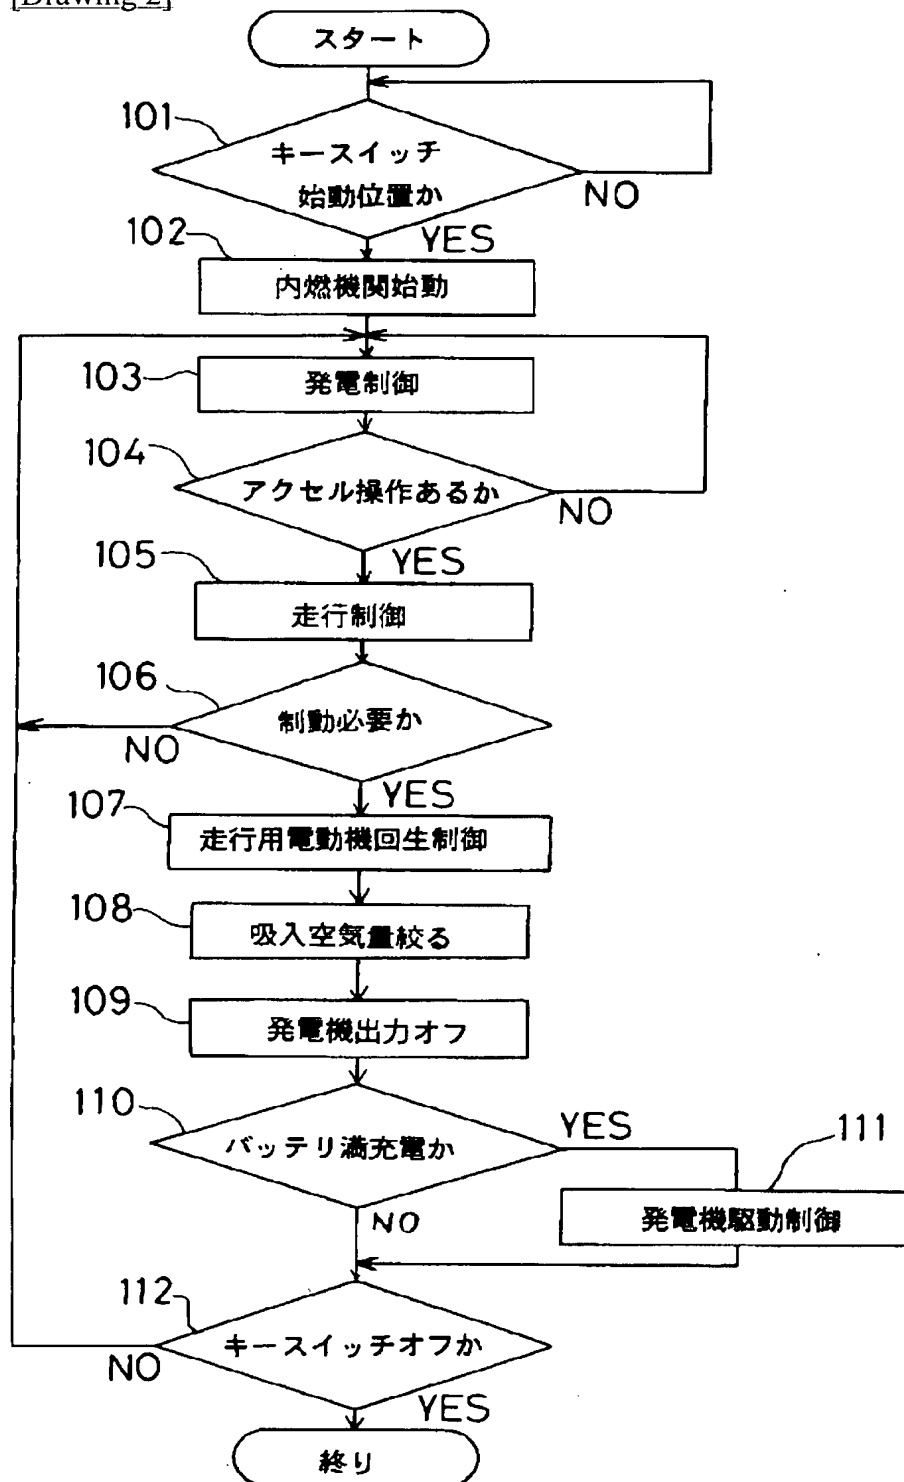 [Drawing 2]
スタート
101
キースイッチ
始動位置か
NO
YES
102
内燃機関始動
103
発電制御
104
アクセル操作あるか
NO
YES
105
走行制御
106
制動必要か
NO
YES
107
走行用電動機回生制御
108
吸入空気量絞る
109
発電機出力オフ
110
バッテリ満充電か
YES
111
発電機駆動制御
NO
112
キースイッチオフか
NO
YES
終り